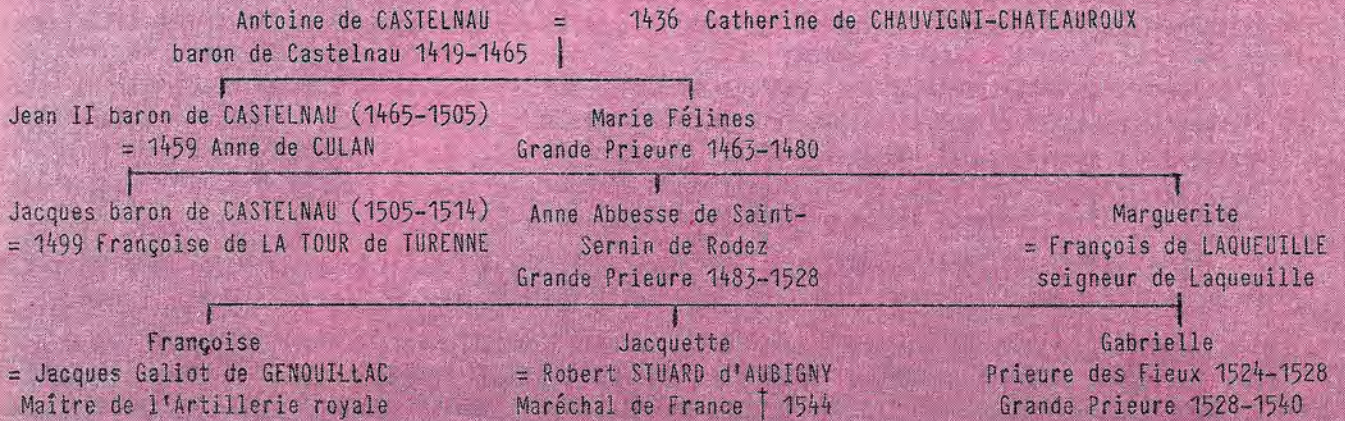 Antoine de CASTELNAU = 1436 Catherine de CHAUVIGNI-CHATEAUROUX
baron de Castelnau 1419-1465
Jean II baron de CASTELNAU (1465-1505) Marie Félines
= 1459 Anne de CULAN Grande Prieure 1463-1480
Jacques baron de CASTELNAU (1505-1514) Anne Abbesse de Saint- Marguerite
= 1499 Françoise de LA TOUR de TURENNE Sernin de Rodez = François de LAQUEUILLE
Grande Prieure 1483-1528 seigneur de Laqueuille
Françoise Jacquette Gabrielle
= Jacques Galiot de GENOUILLAC = Robert STUARD d'AUBIGNY Prieure des Fieux 1524-1528
Maître de l'Artillerie royale Maréchal de France † 1544 Grande Prieure 1528-1540